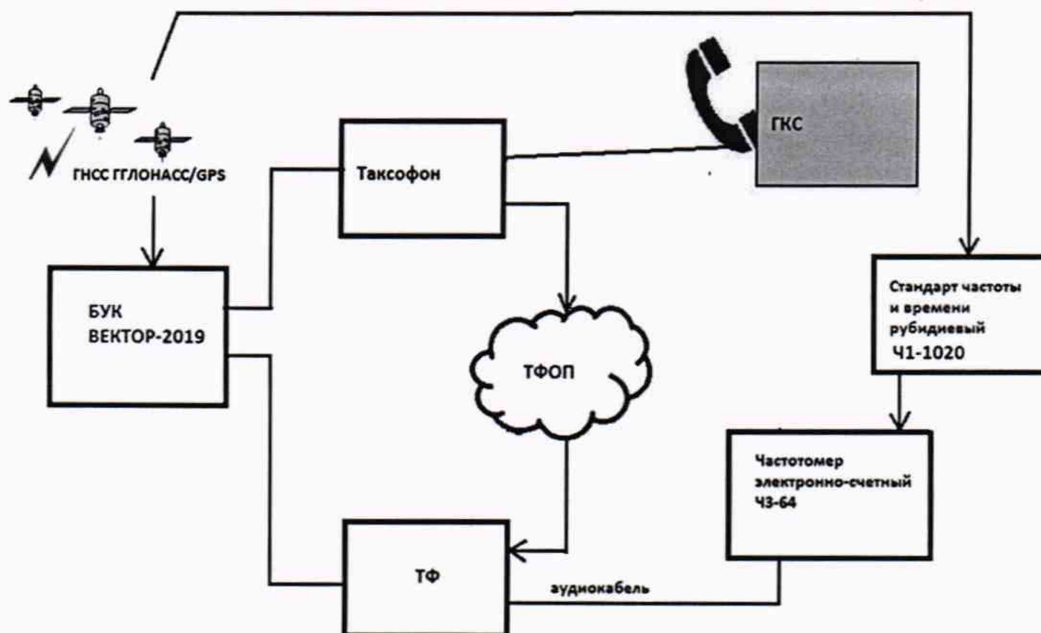 ГКС
ГНСС ГГЛОНАСС/GPS
Таксофон
БУК
ВЕКТОР-2019
Стандарт частоты
и времени
рубидиевый
Ч1-1020
ТФОП
Частотомер
электронно-счетный
ЧЗ-64
ТФ
аудиокабель